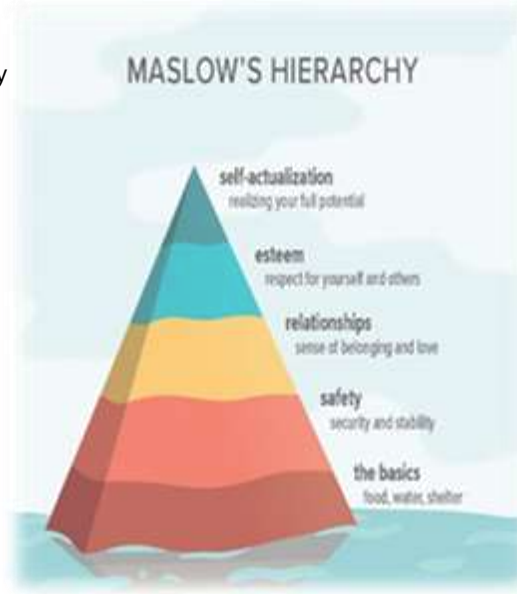 y
MASLOW'S HIERARCHY
self-actualization
realizing your full potential
esteem
respect for yourself and others
relationships
sense of belonging and love
safety
security and stability
the basics
food, water, shelter